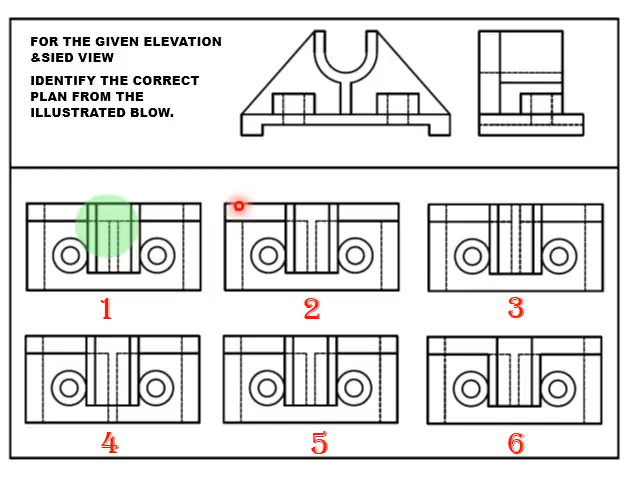 FOR THE GIVEN ELEVATION
&SIED VIEW
IDENTIFY THE CORRECT
PLAN FROM THE
ILLUSTRATED BLOW.
1
2
3
4
5
6